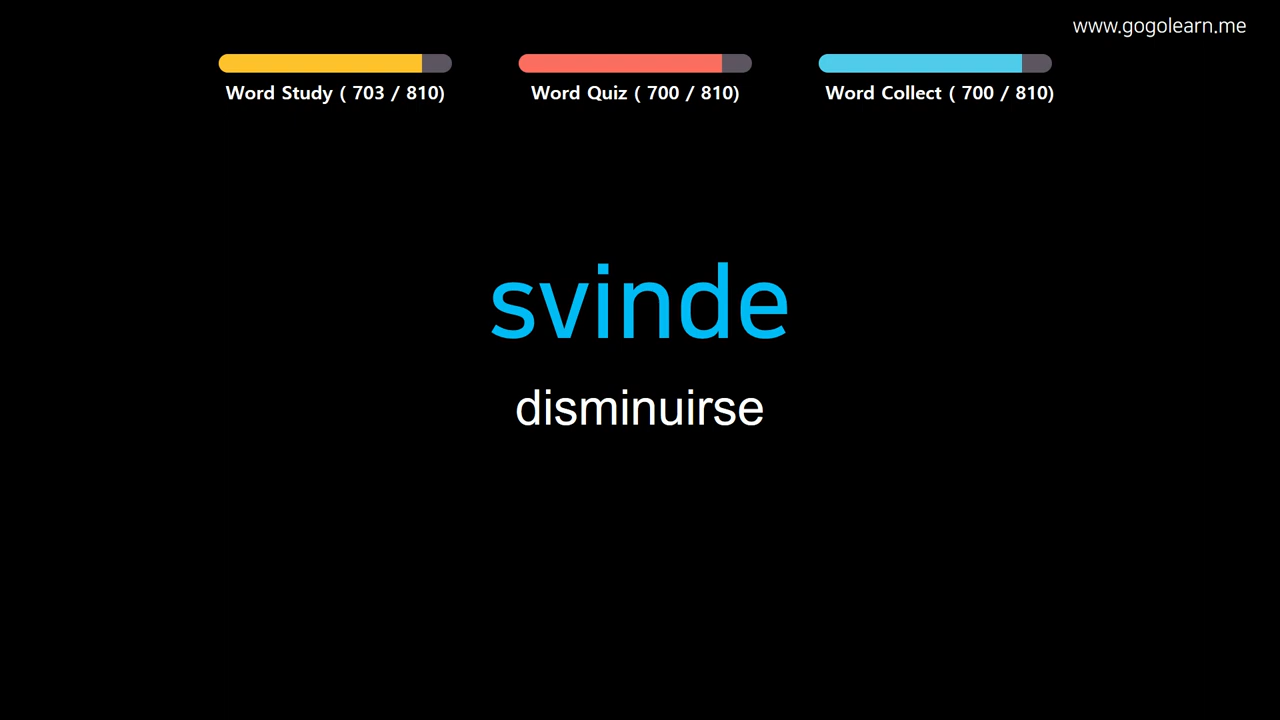 www.gogolearn.me
Word Study ( 703 / 810)
Word Quiz ( 700 / 810)
Word Collect ( 700 / 810)
svinde
disminuirse